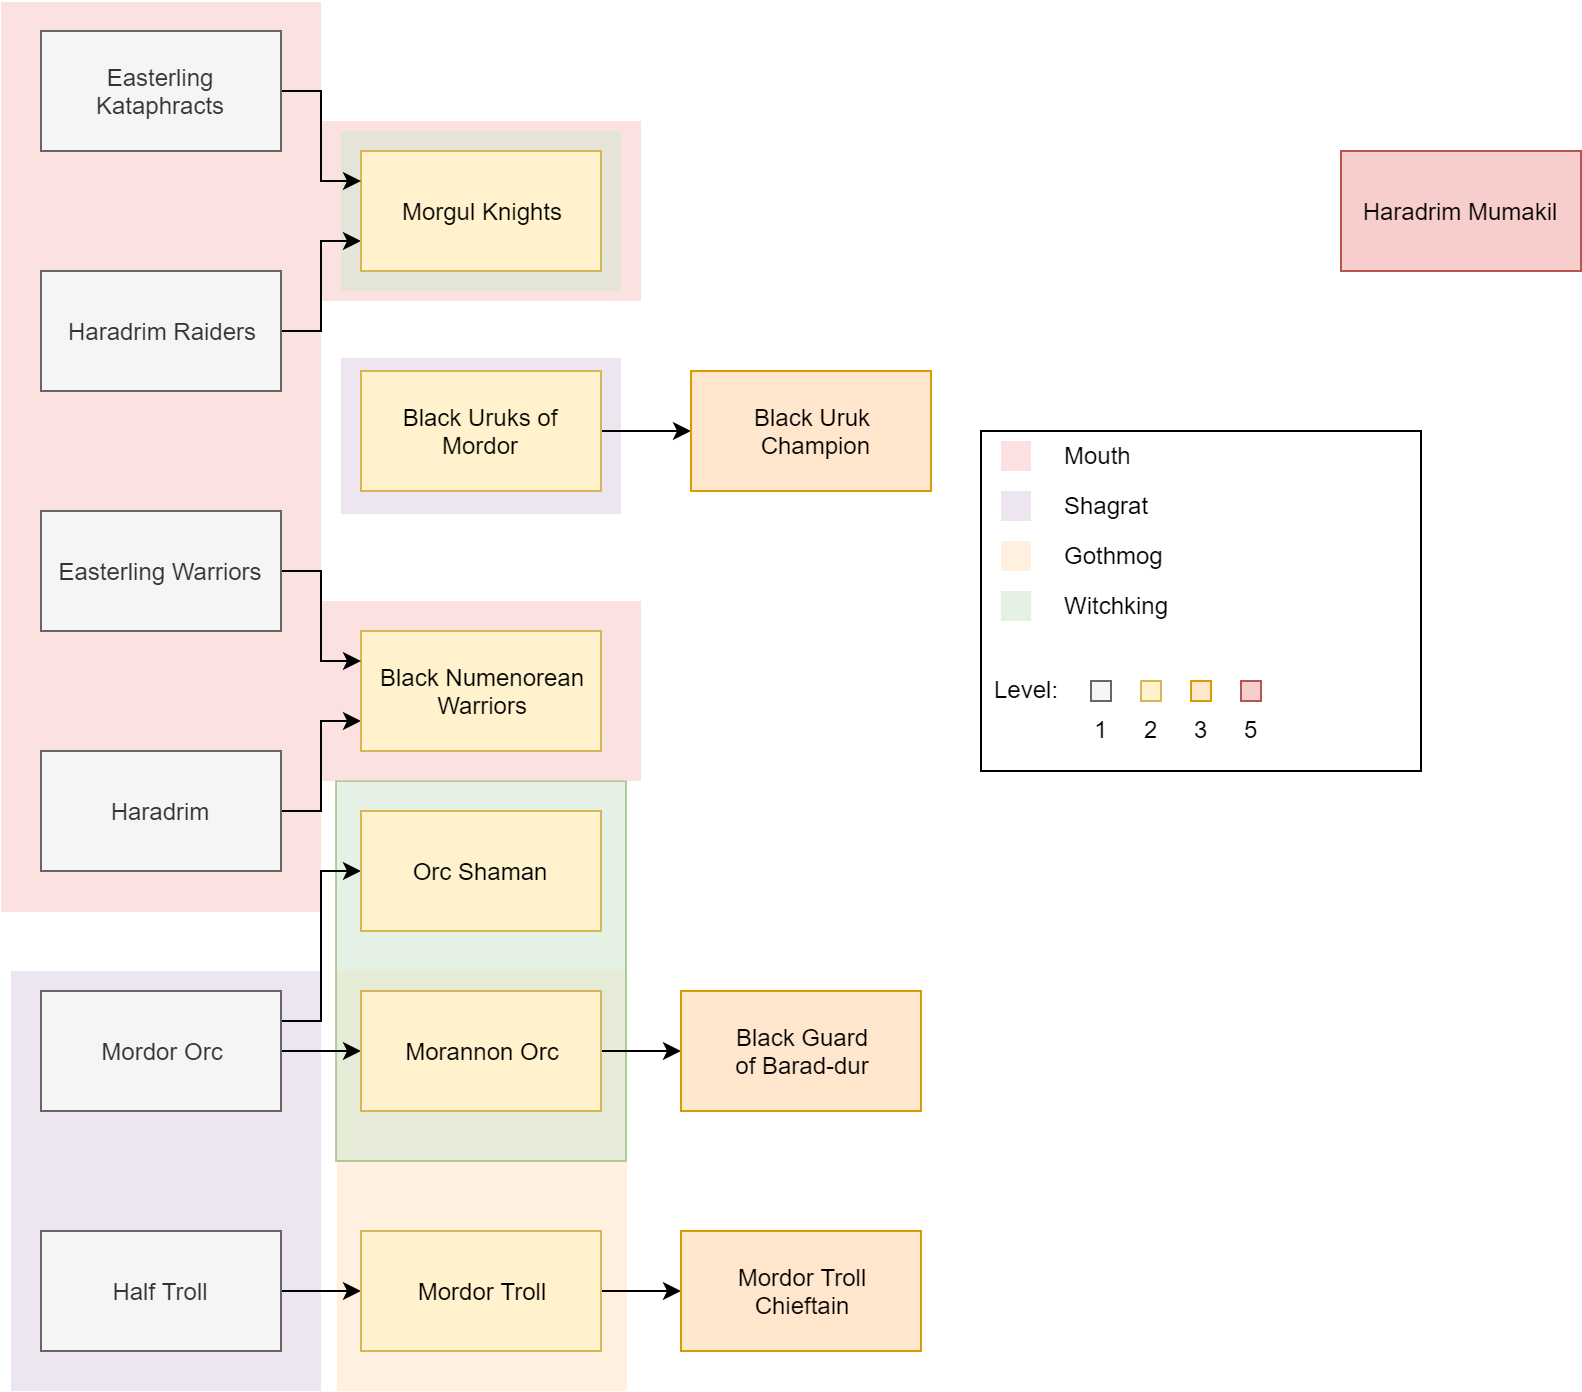 Easterling
Kataphracts
Morgul Knights
Haradrim Mumakil
Haradrim Raiders
Black Uruks of
Mordor
Black Uruk
Champion
Mouth
Shagrat
Gothmog
Witchking
Level:
1 2 3 5
Easterling Warriors
Black Numenorean
Warriors
Haradrim
Orc Shaman
Mordor Orc
Morannon Orc
Black Guard
of Barad-dur
Half Troll
Mordor Troll
Mordor Troll
Chieftain